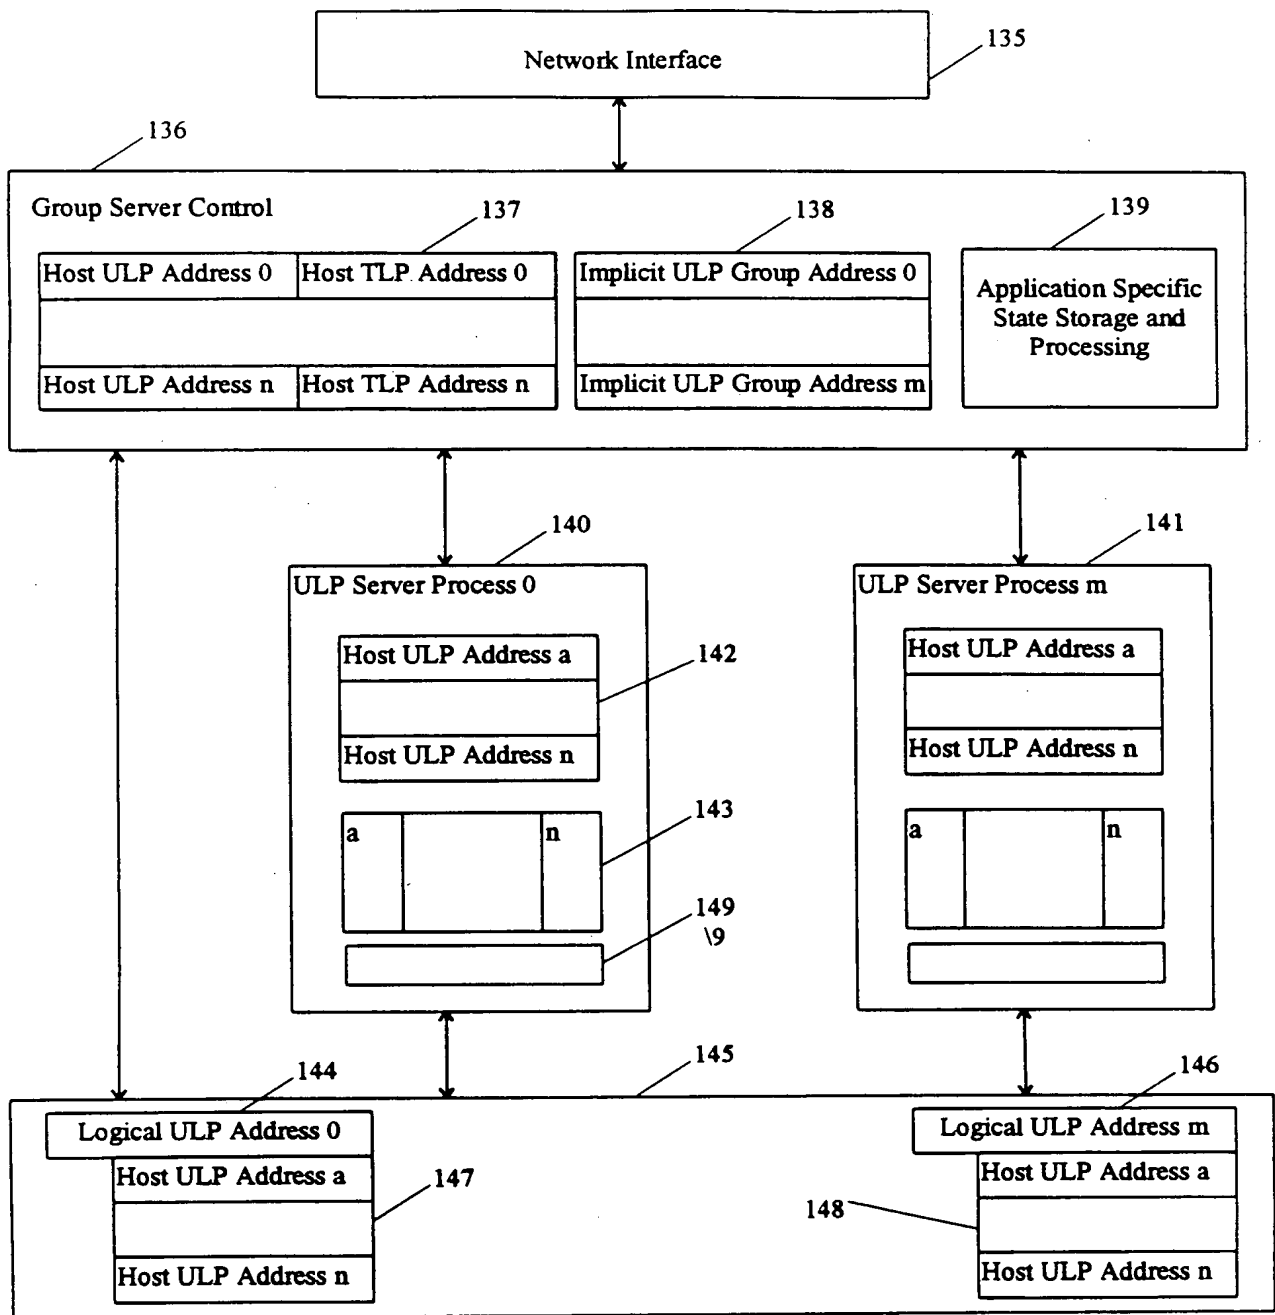 135
Network Interface
136
Group Server Control
137
138
139
Host ULP Address 0
Host TLP Address 0
Implicit ULP Group Address 0
Application Specific
State Storage and
Processing
Host ULP Address n
Host TLP Address n
Implicit ULP Group Address m
140
141
ULP Server Process 0
ULP Server Process m
Host ULP Address a
142
Host ULP Address a
Host ULP Address n
Host ULP Address n
143
a
n
a
n
149
\9
144
145
146
Logical ULP Address 0
Logical ULP Address m
Host ULP Address a
147
Host ULP Address a
148
Host ULP Address n
Host ULP Address n